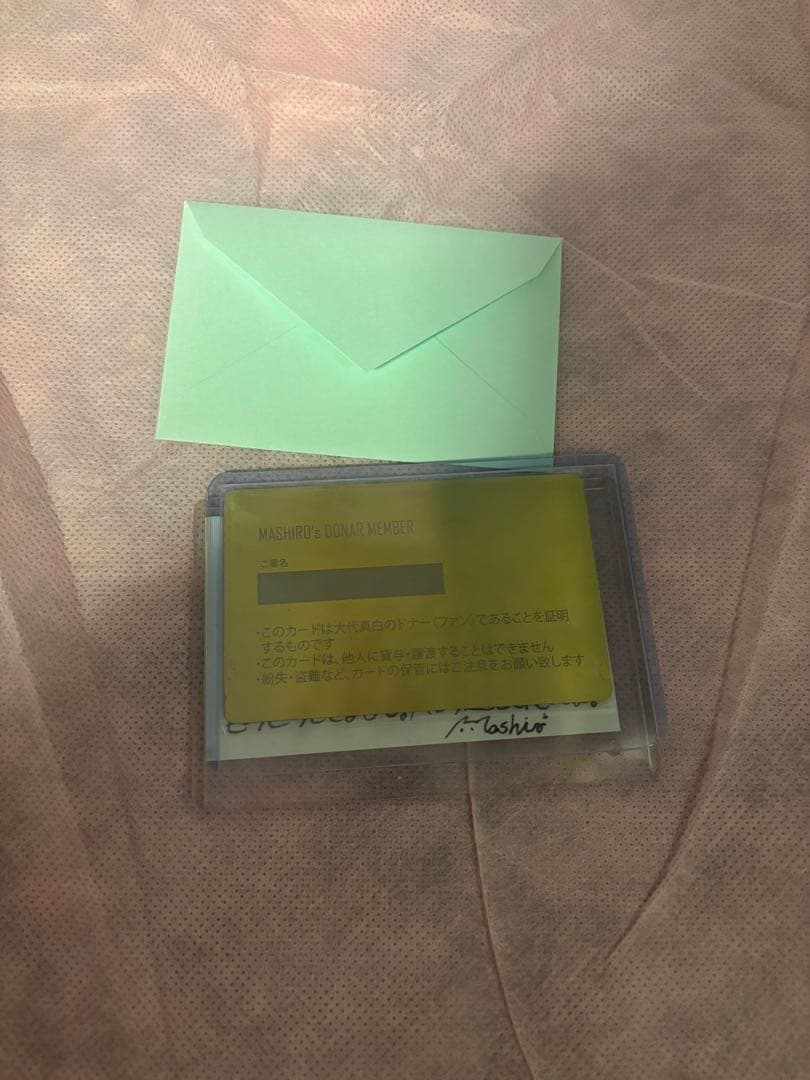 MASHIRO's DONAR MEMBER
ご署名
・このカードは大代真白のドナー(ファン)であることを証明
するものです
・このカードは、他人に貸与・譲渡することはできません
・紛失・盗難など、カードの保管にはご注意をお願い致します
Mashiro